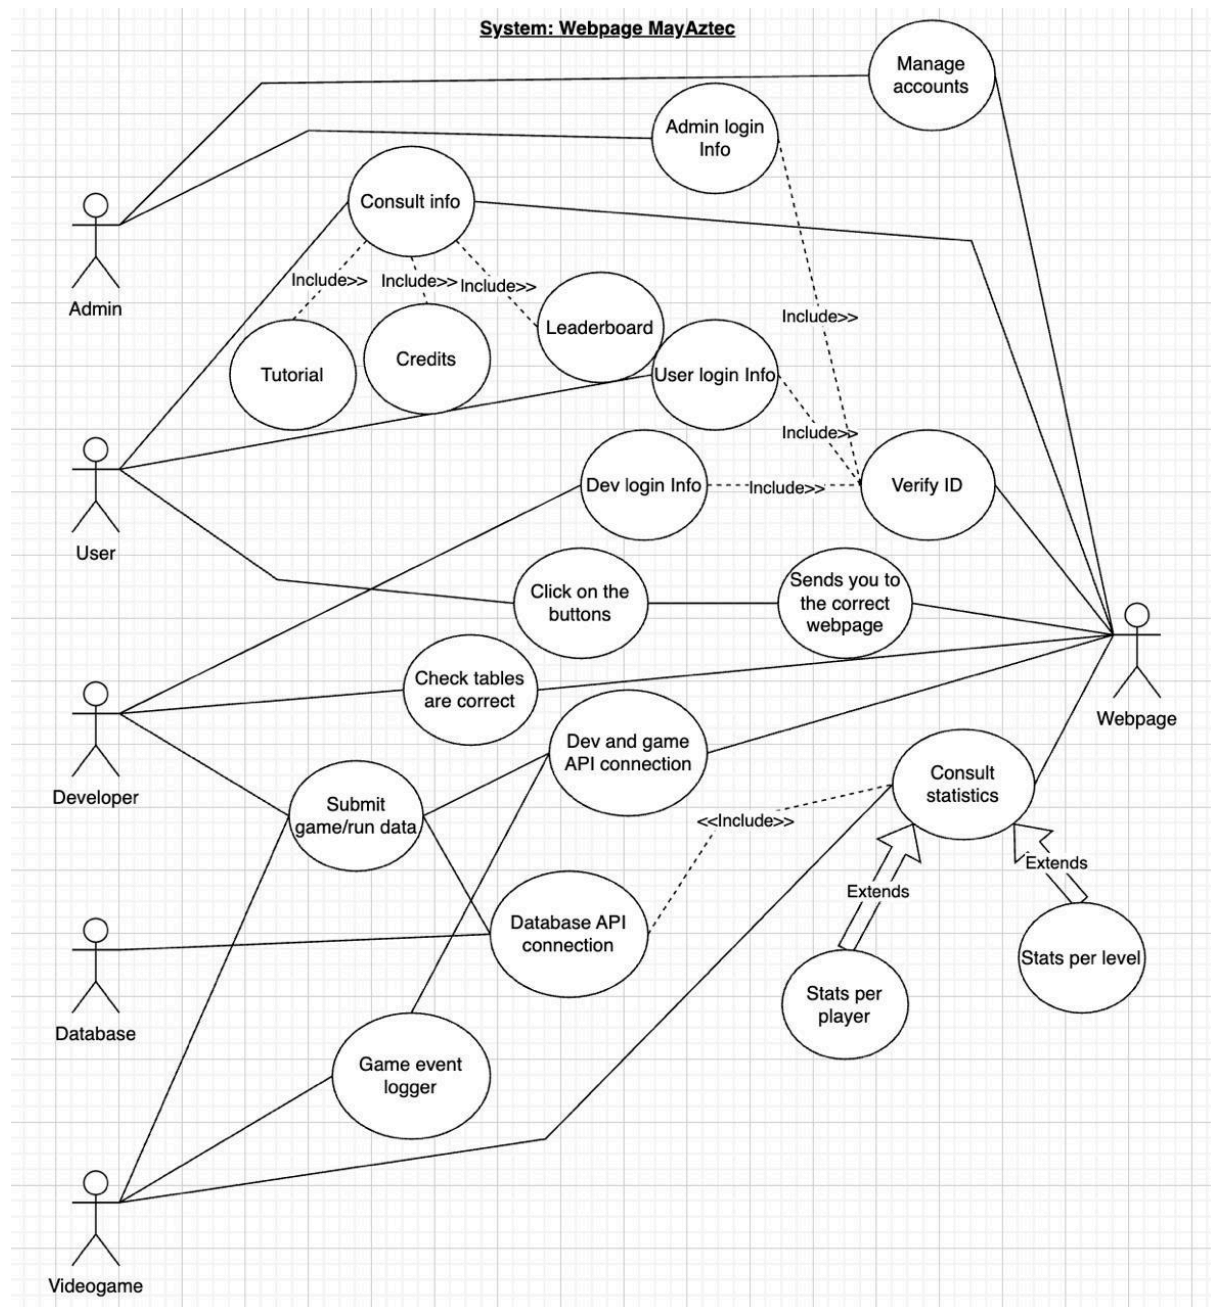 System: Webpage MayAztec
Manage
accounts
Admin login
Info
Consult info
Admin
Include>>
Include>>
Include>>
Include>>
Tutorial
Credits
Leaderboard
User login Info
Include>>
User
Dev login Info
Include>>
Verify ID
Click on the
buttons
Sends you to
the correct
webpage
Check tables
are correct
Webpage
Developer
Dev and game
API connection
Submit
game/run data
Consult
statistics
<<Include>>
Extends
Extends
Database API
connection
Stats per level
Stats per
player
Database
Game event
logger
Videogame